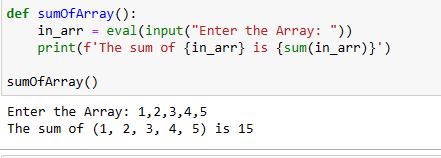 def sumOfArray():
    in_arr = eval(input("Enter the Array: "))
    print(f'The sum of {in_arr} is {sum(in_arr)}')
sumOfArray()
Enter the Array: 1,2,3,4,5
The sum of (1, 2, 3, 4, 5) is 15